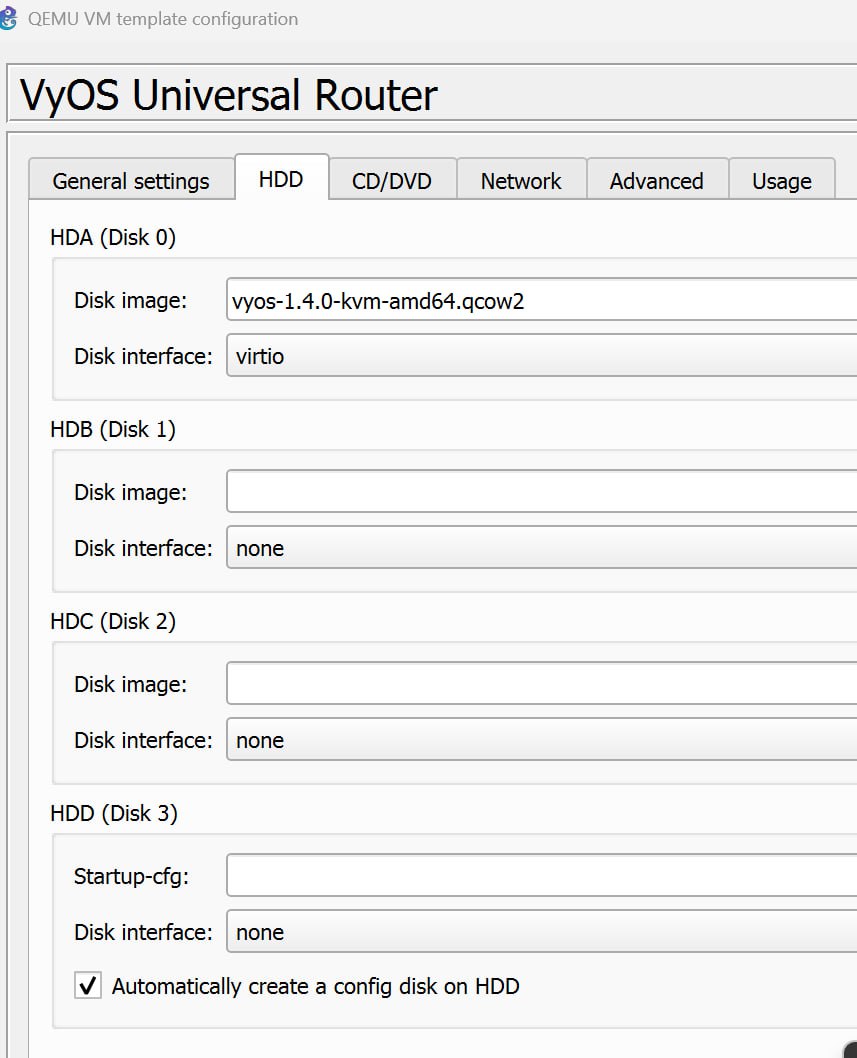 QEMU VM template configuration
VyOS Universal Router
General settings HDD CD/DVD Network Advanced Usage
HDA (Disk 0)
Disk image: vyos-1.4.0-kvm-amd64.qcow2
Disk interface: virtio
HDB (Disk 1)
Disk image:
Disk interface: none
HDC (Disk 2)
Disk image:
Disk interface: none
HDD (Disk 3)
Startup-cfg:
Disk interface: none
Automatically create a config disk on HDD